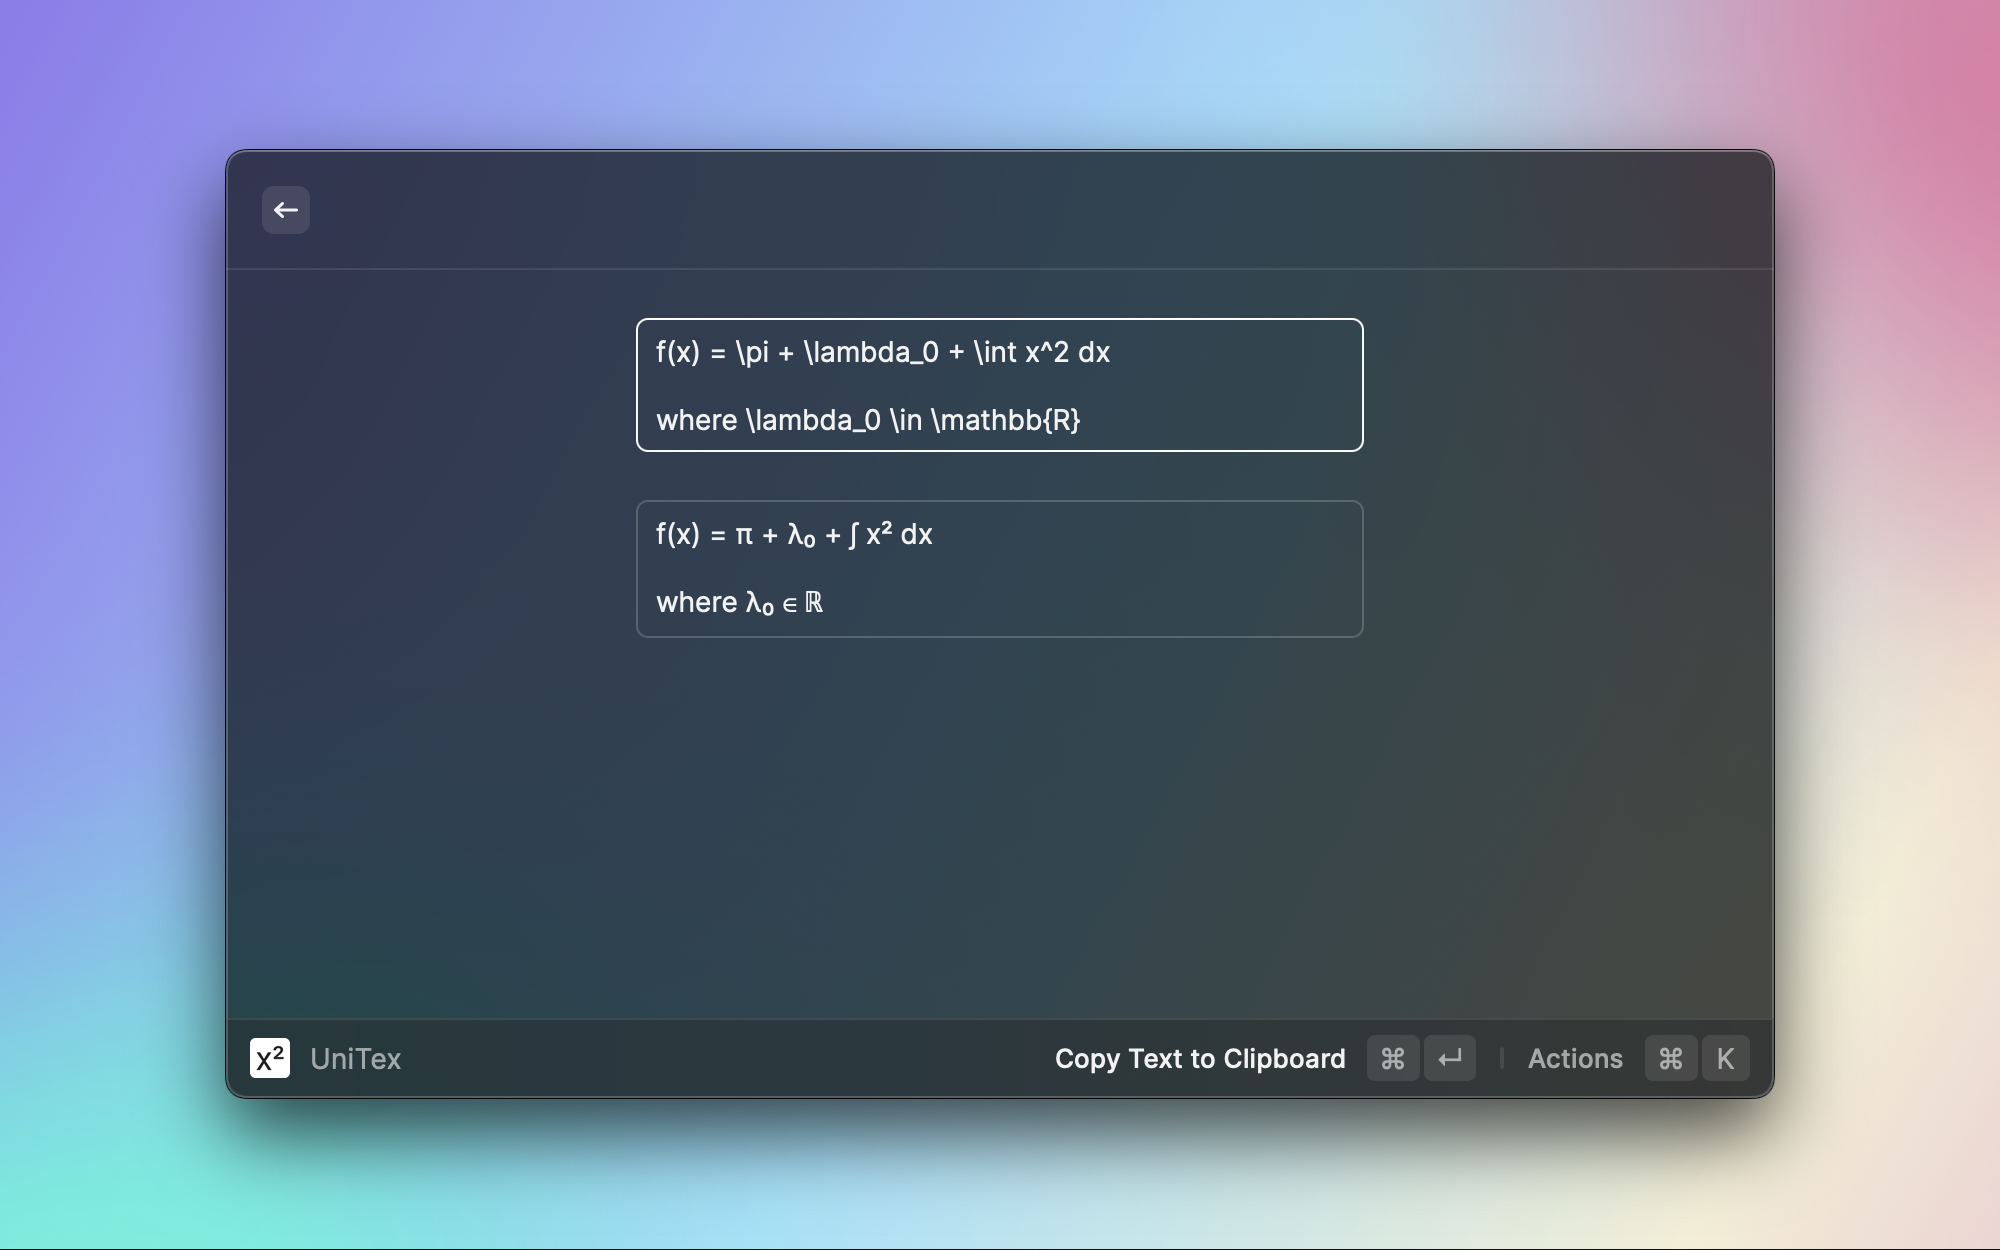 f(x) = \pi + \lambda_0 + \int x^2 dx
where \lambda_0 \in \mathbb{R}
f(x) = π + λ₀ + ∫ x² dx
where λ₀ ∈ ℝ
x² UniTex Copy Text to Clipboard ⌘ ↵ Actions ⌘ K